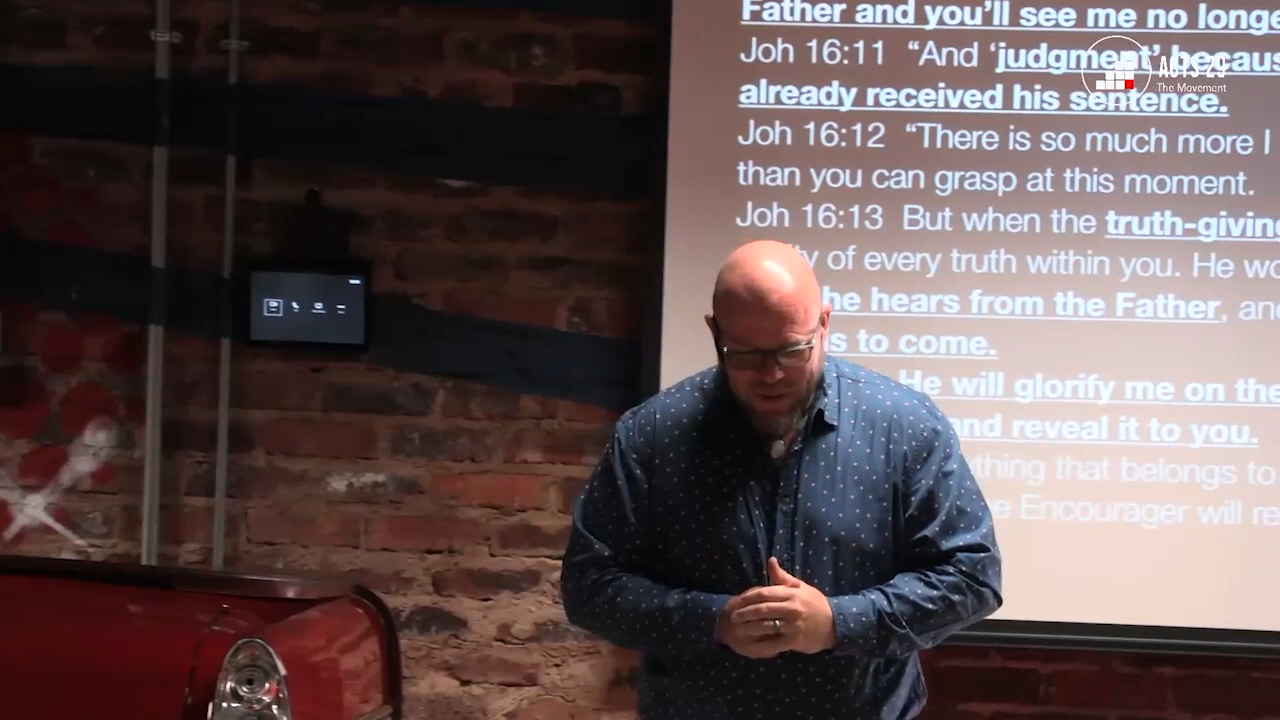 Father and you'll see me no longe
Joh 16:11 "And 'judgment' becaus
already received his sentence.
Joh 16:12 "There is so much more I
than you can grasp at this moment.
Joh 16:13 But when the truth-giving
of every truth within you. He wo
he hears from the Father, and
to come.
He will glorify me on the
and reveal it to you.
thing that belongs to
Encourager will re
ACTS 29
The Movement